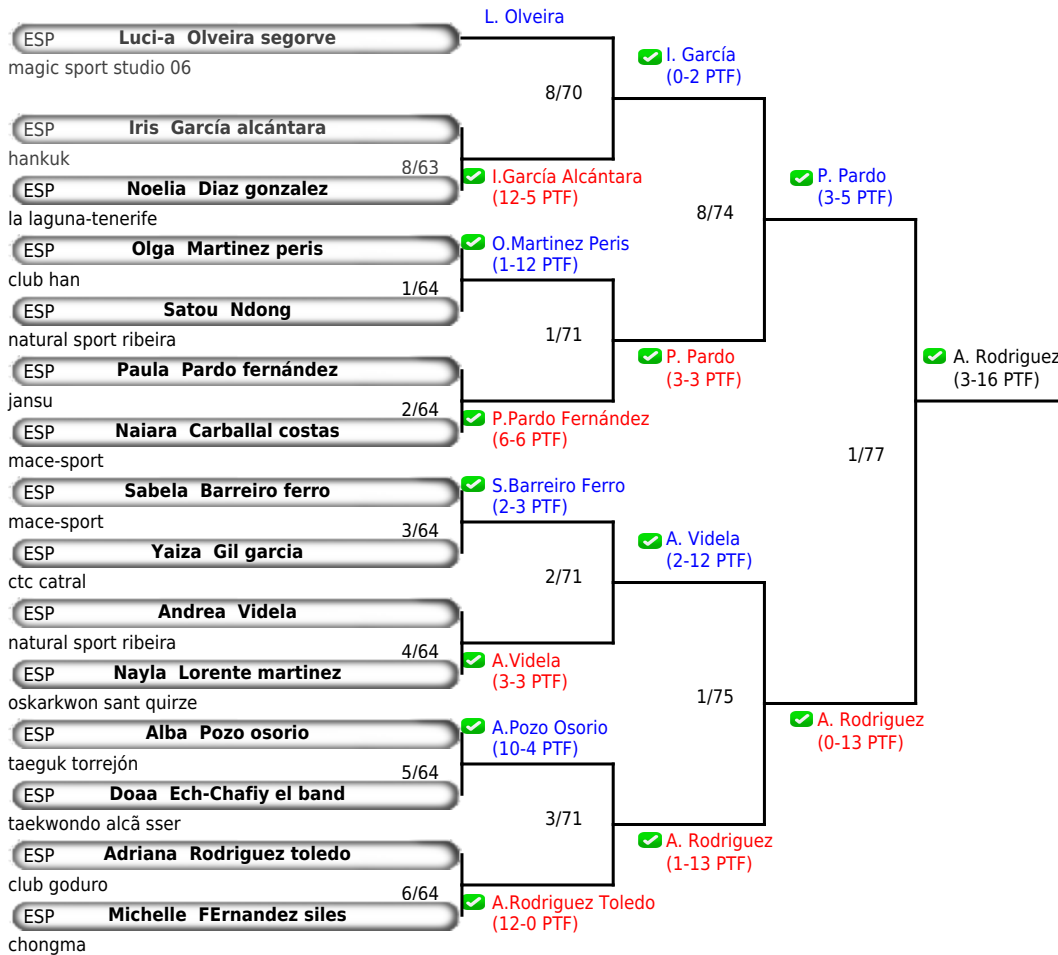 L. Olveira
ESP Luci-a Olveira segorve
magic sport studio 06
I. García
(0-2 PTF)
8/70
ESP Iris García alcántara
hankuk
8/63
I.García Alcántara
(12-5 PTF)
ESP Noelia Diaz gonzalez
la laguna-tenerife
P. Pardo
(3-5 PTF)
8/74
ESP Olga Martinez peris
club han
O.Martinez Peris
(1-12 PTF)
1/64
ESP Satou Ndong
natural sport ribeira
1/71
P. Pardo
(3-3 PTF)
ESP Paula Pardo fernández
jansu
2/64
P.Pardo Fernández
(6-6 PTF)
ESP Naiara Carballal costas
mace-sport
A. Rodriguez
(3-16 PTF)
1/77
ESP Sabela Barreiro ferro
mace-sport
S.Barreiro Ferro
(2-3 PTF)
3/64
ESP Yaiza Gil garcia
ctc catral
A. Videla
(2-12 PTF)
2/71
ESP Andrea Videla
natural sport ribeira
4/64
A.Videla
(3-3 PTF)
ESP Nayla Lorente martinez
oskarkwon sant quirze
1/75
A. Rodriguez
(0-13 PTF)
ESP Alba Pozo osorio
taeguk torrejón
A.Pozo Osorio
(10-4 PTF)
5/64
ESP Doaa Ech-Chafiy el band
taekwondo alcã sser
3/71
A. Rodriguez
(1-13 PTF)
ESP Adriana Rodriguez toledo
club goduro
6/64
A.Rodriguez Toledo
(12-0 PTF)
ESP Michelle FErnandez siles
chongma